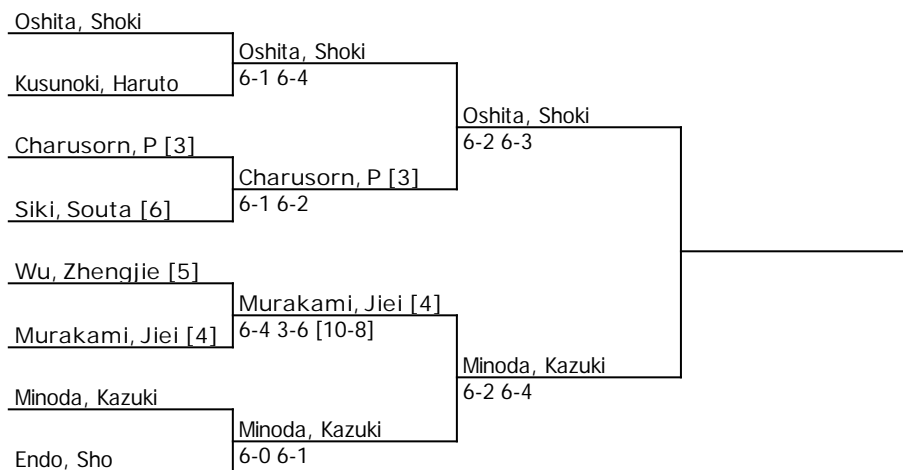 Oshita, Shoki
Oshita, Shoki
Kusunoki, Haruto
6-1 6-4
Oshita, Shoki
Charusorn, P [3]
6-2 6-3
Charusorn, P [3]
Siki, Souta [6]
6-1 6-2
Wu, Zhengjie [5]
Murakami, Jiei [4]
Murakami, Jiei [4]
6-4 3-6 [10-8]
Minoda, Kazuki
Minoda, Kazuki
6-2 6-4
Minoda, Kazuki
Endo, Sho
6-0 6-1